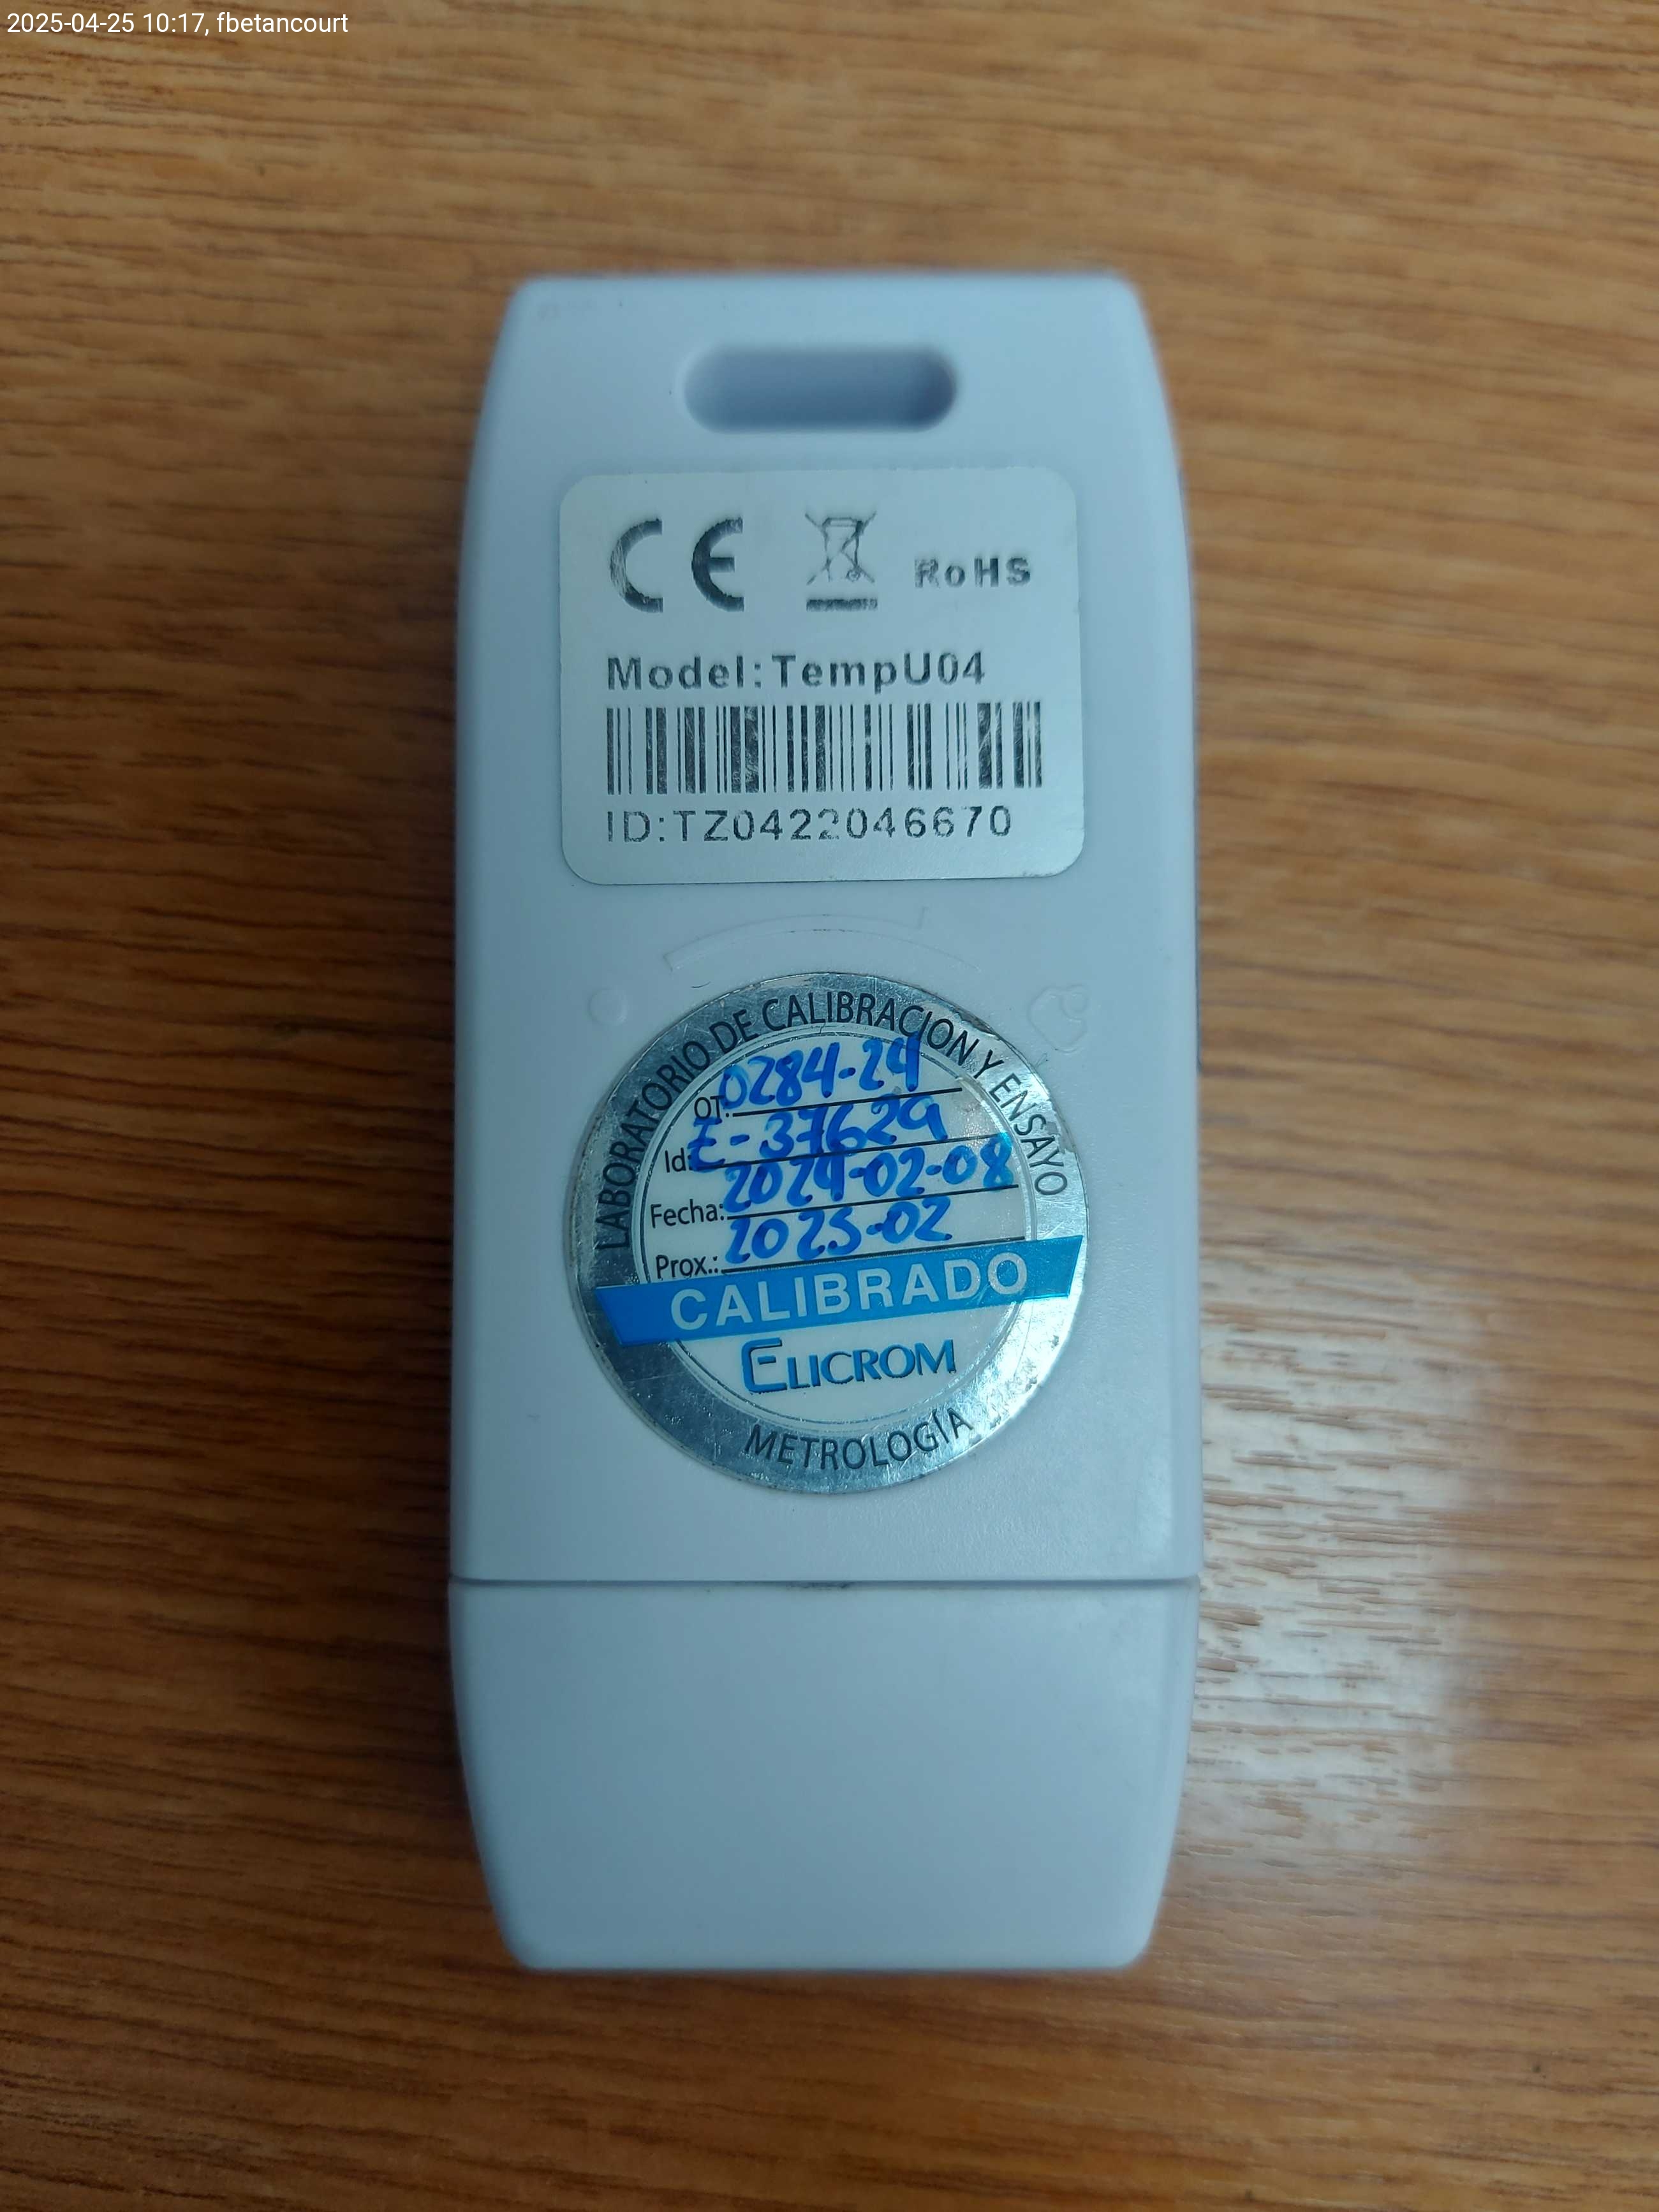 2025-04-25 10:17, fbetancourt
CE RoHS
Model:TempU04
ID:TZ0422046670
LABORATORIO DE CALIBRACION Y ENSAYO
OT.: 0284-24
Id: E-37629
Fecha: 2024-02-08
Prox.: 2025-02
CALIBRADO
ELICROM
METROLOGÍA